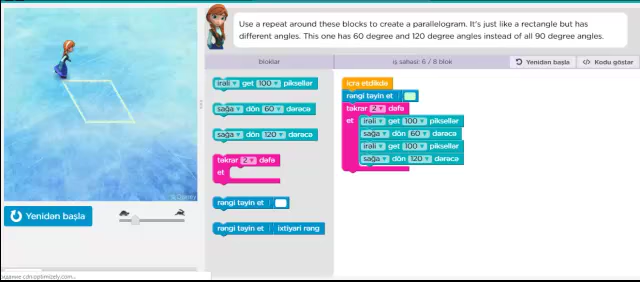 Use a repeat around these blocks to create a parallelogram. It's just like a rectangle but has
different angles. This one has 60 degree and 120 degree angles instead of all 90 degree angles.
bloklar
iş sahəsi: 6 / 8 blok
Yenidən başla
</> Kodu göstər
irəli get 100 piksellər
sağa dön 60 dərəcə
sağa dön 120 dərəcə
təkrar 2 dəfə
et
rəngi təyin et
rəngi təyin et ixtiyari rəng
icra etdikdə
rəngi təyin et
təkrar 2 dəfə
et irəli get 100 piksellər
sağa dön 60 dərəcə
irəli get 100 piksellər
sağa dön 120 dərəcə
Yenidən başla
cdn.optimizely.com...